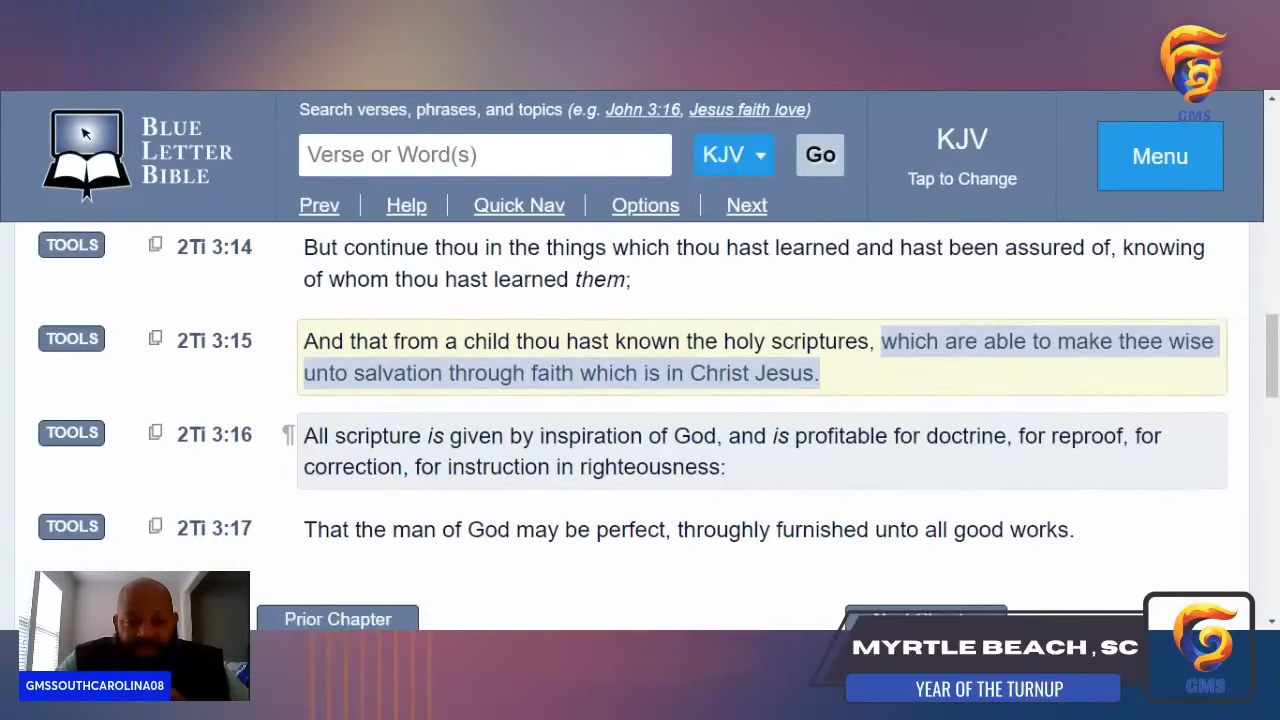 GMS
Search verses, phrases, and topics (e.g. John 3:16, Jesus faith love)
BLUE
LETTER
BIBLE
Verse or Word(s)
KJV
Go
KJV
Tap to Change
Menu
Prev
Help
Quick Nav
Options
Next
TOOLS 2Ti 3:14 But continue thou in the things which thou hast learned and hast been assured of, knowing
of whom thou hast learned them;
TOOLS 2Ti 3:15 And that from a child thou hast known the holy scriptures, which are able to make thee wise
unto salvation through faith which is in Christ Jesus.
TOOLS 2Ti 3:16 ¶ All scripture is given by inspiration of God, and is profitable for doctrine, for reproof, for
correction, for instruction in righteousness:
TOOLS 2Ti 3:17 That the man of God may be perfect, throughly furnished unto all good works.
Prior Chapter
MYRTLE BEACH , SC
GMSSOUTHCAROLINA08
YEAR OF THE TURNUP
GMS